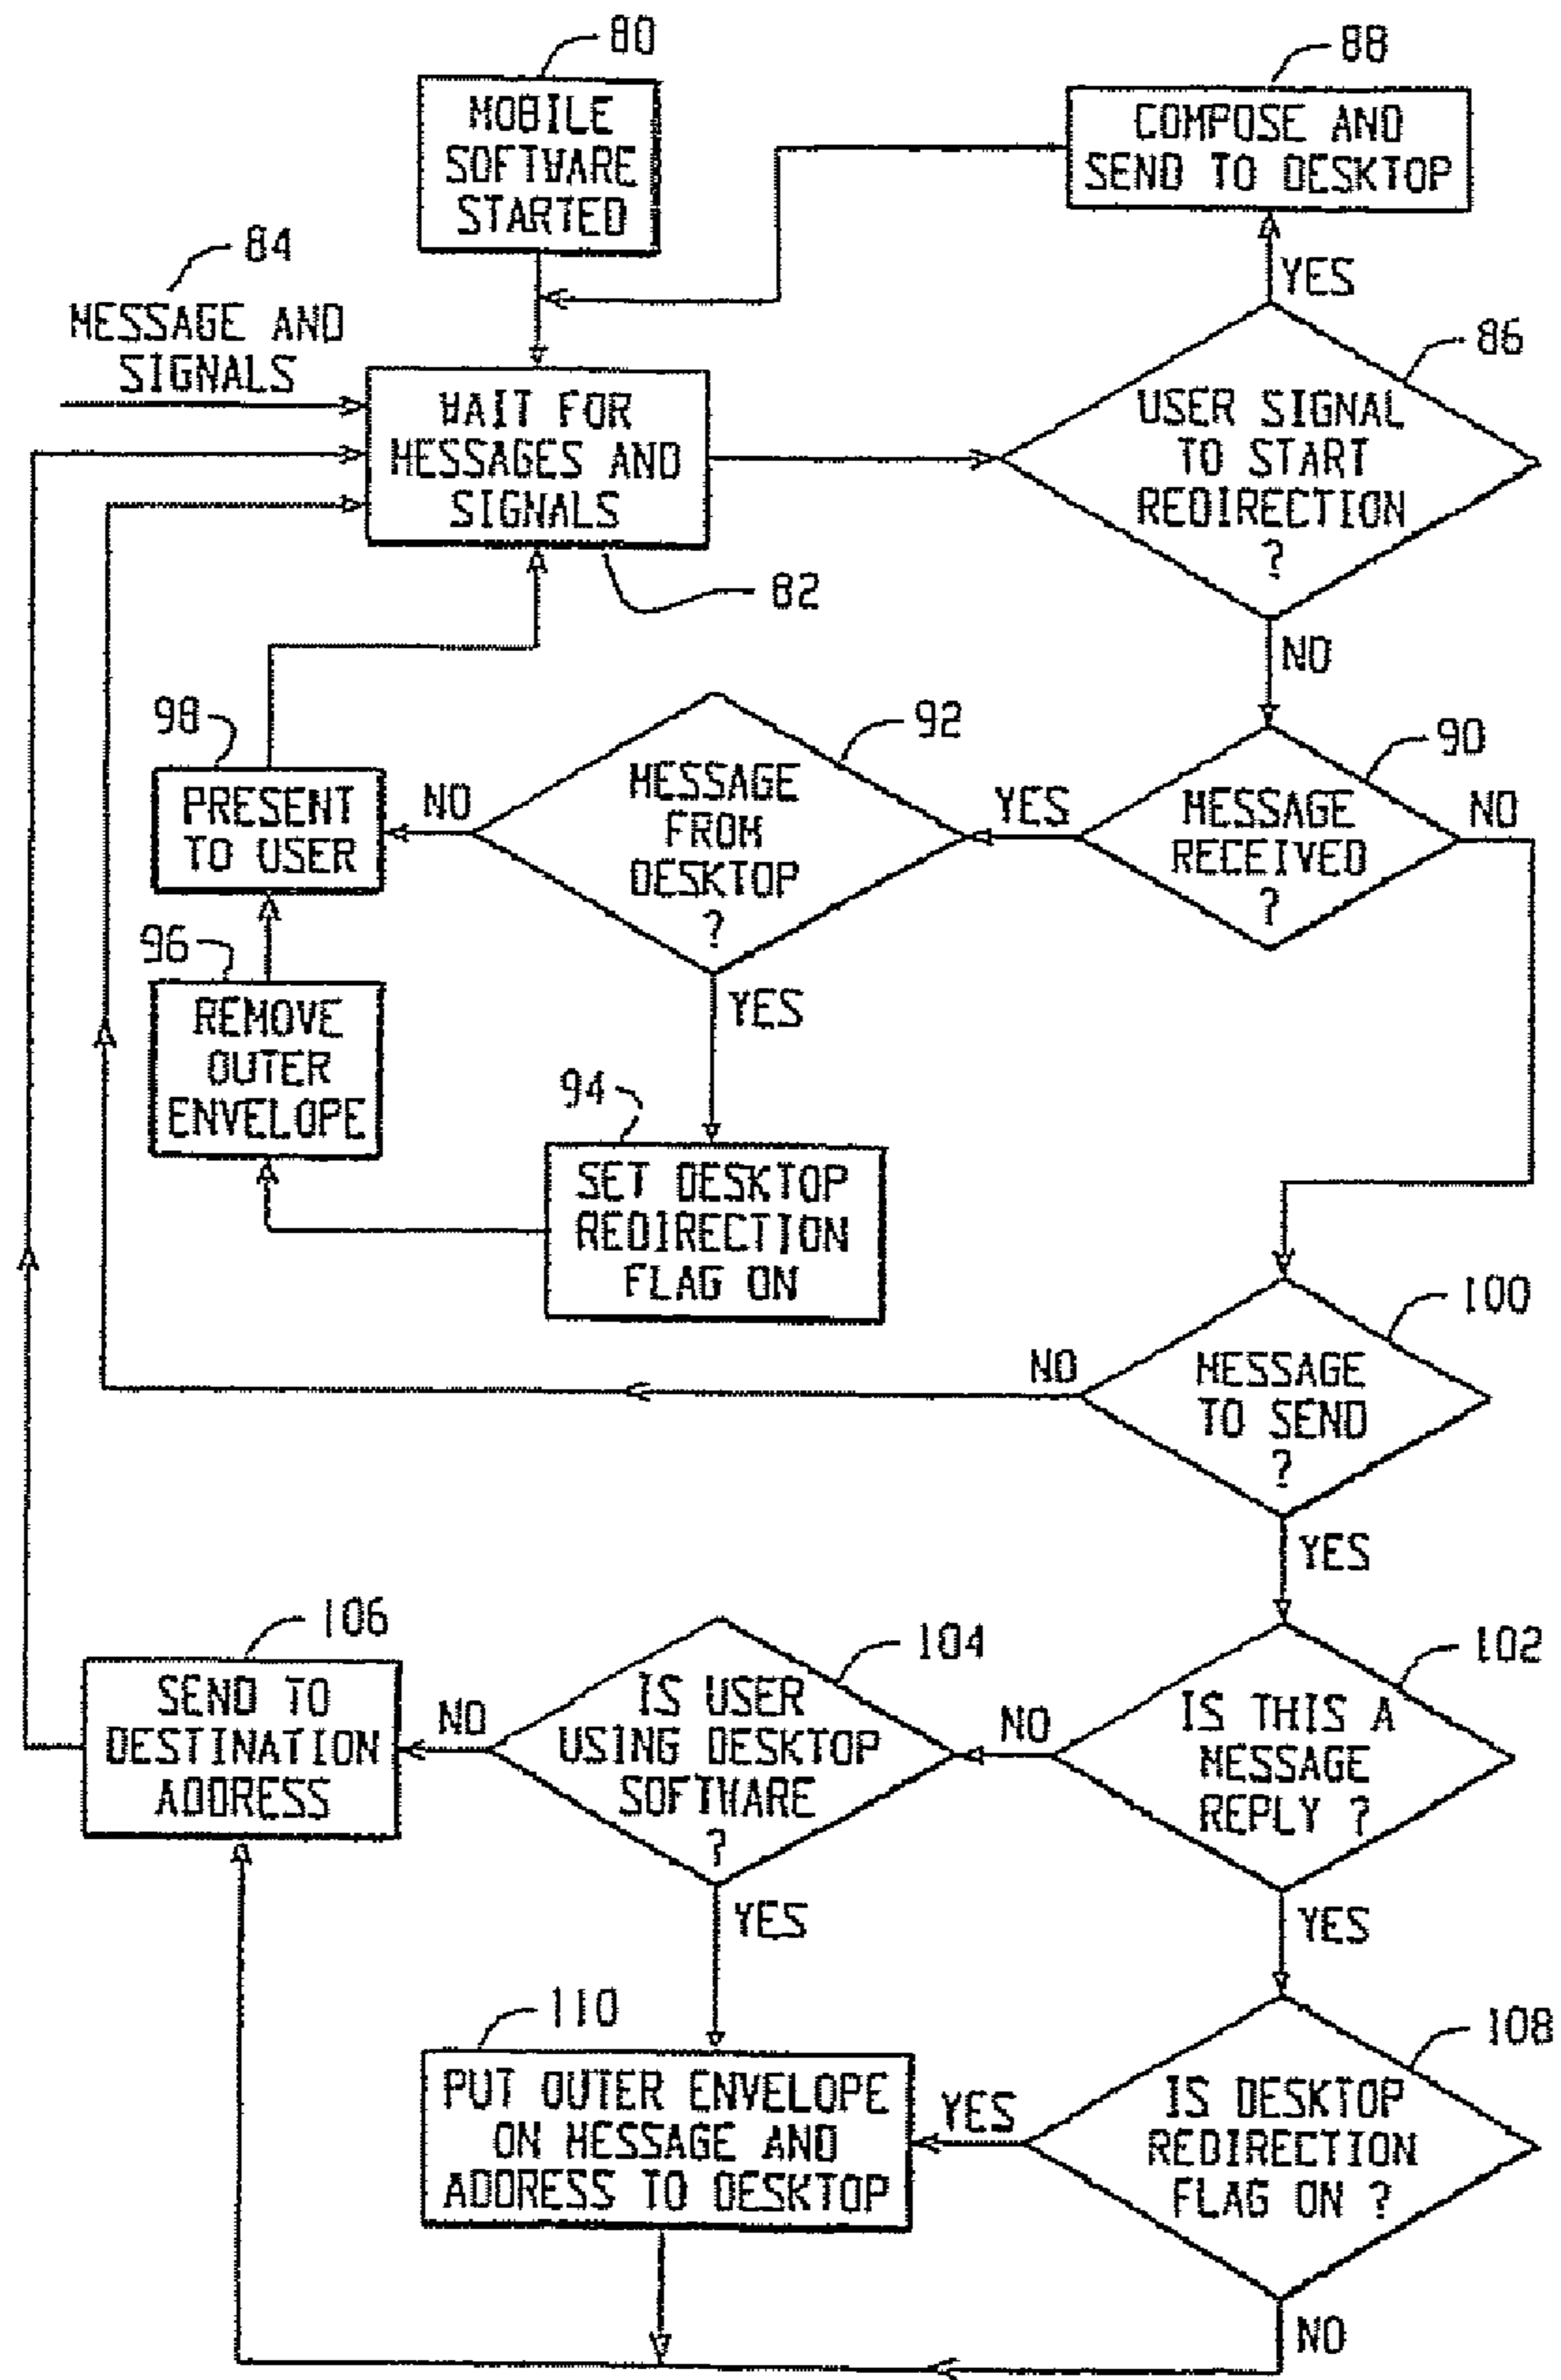 80
MOBILE
SOFTWARE
STARTED
88
COMPOSE AND
SEND TO DESKTOP
84
MESSAGE AND
SIGNALS
YES
86
WAIT FOR
MESSAGES AND
SIGNALS
82
USER SIGNAL
TO START
REDIRECTION
?
NO
98
PRESENT
TO USER
NO
92
MESSAGE
FROM
DESKTOP
?
YES
90
MESSAGE
RECEIVED
?
NO
96
REMOVE
OUTER
ENVELOPE
YES
94
SET DESKTOP
REDIRECTION
FLAG ON
100
NO
MESSAGE
TO SEND
?
YES
106
SEND TO
DESTINATION
ADDRESS
NO
104
IS USER
USING DESKTOP
SOFTWARE
?
NO
102
IS THIS A
MESSAGE
REPLY ?
YES
YES
110
PUT OUTER ENVELOPE
ON MESSAGE AND
ADDRESS TO DESKTOP
YES
108
IS DESKTOP
REDIRECTION
FLAG ON ?
NO